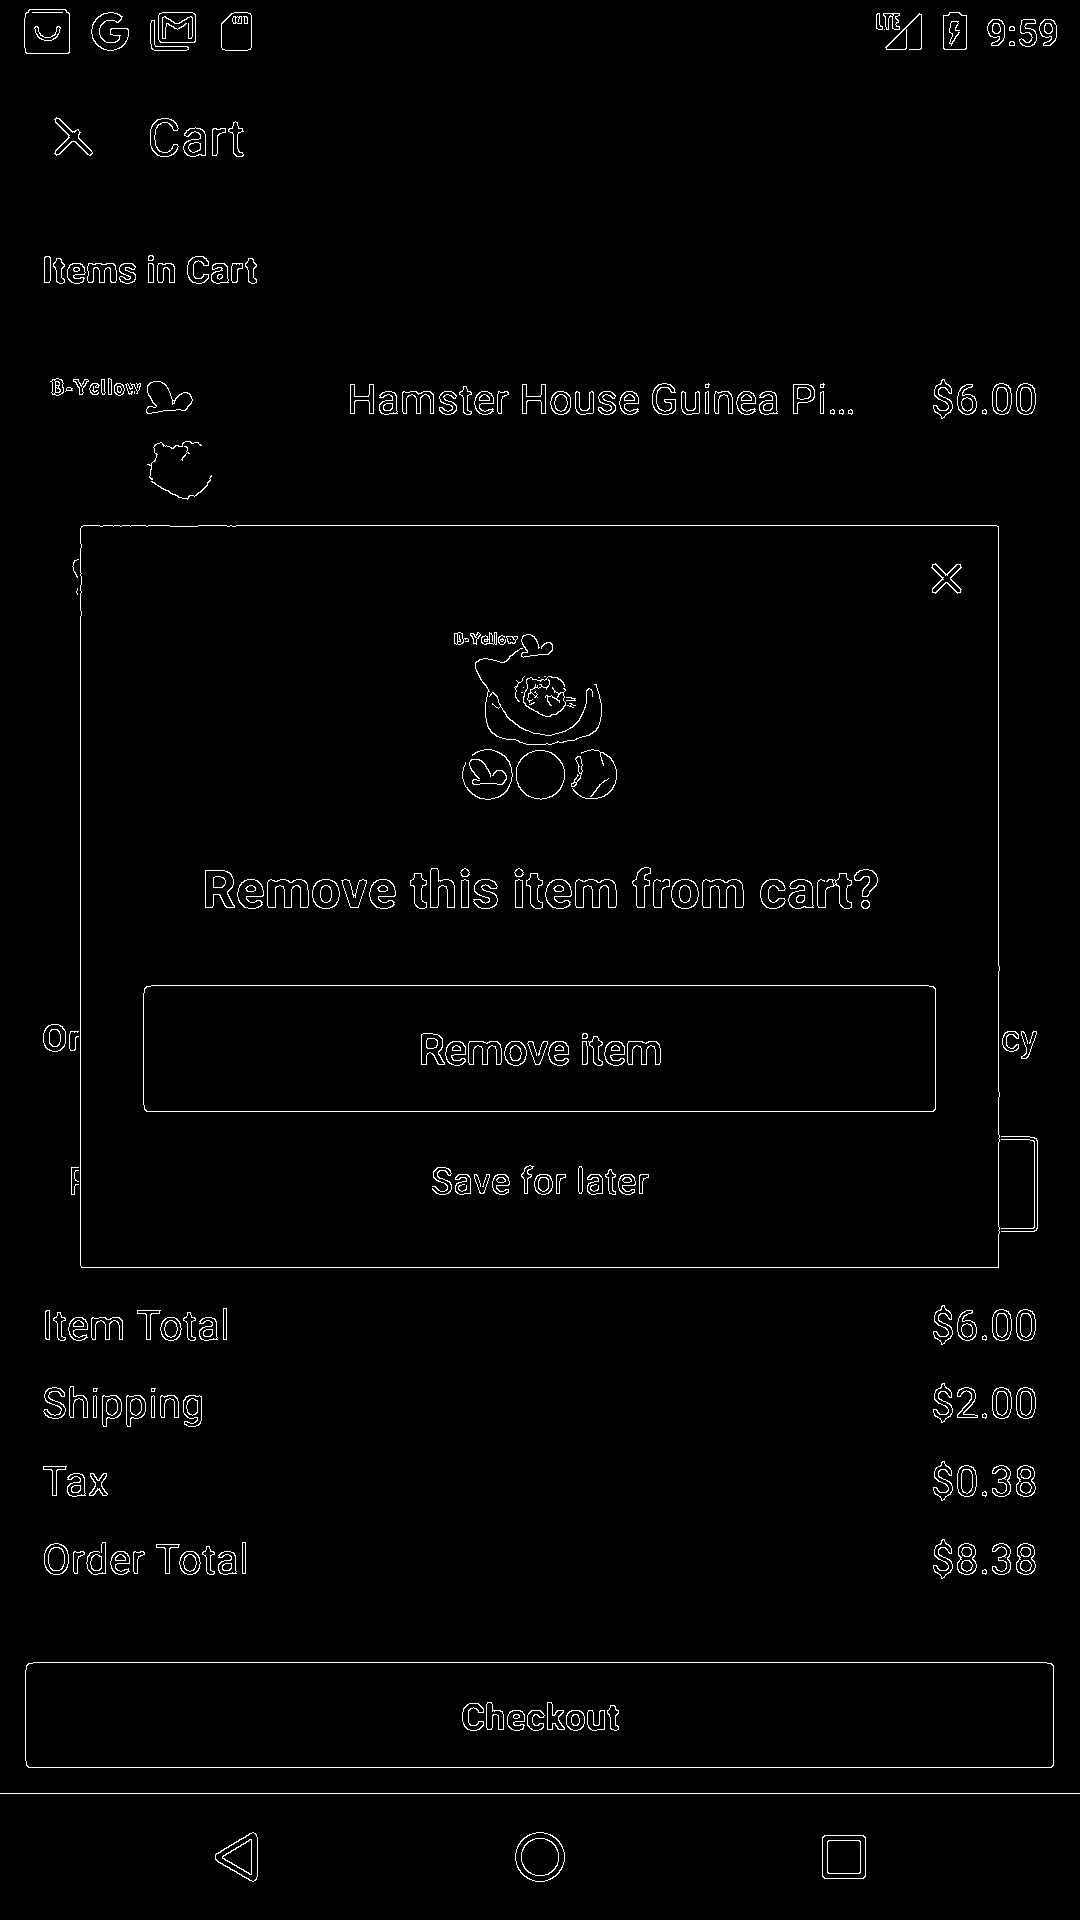 LTE 9:59
Cart
Items in Cart
B-Yellow
Hamster House Guinea Pi... $6.00
B-Yellow
Remove this item from cart?
Remove item
Or
cy
Save for later
Item Total $6.00
Shipping $2.00
Tax $0.38
Order Total $8.38
Checkout